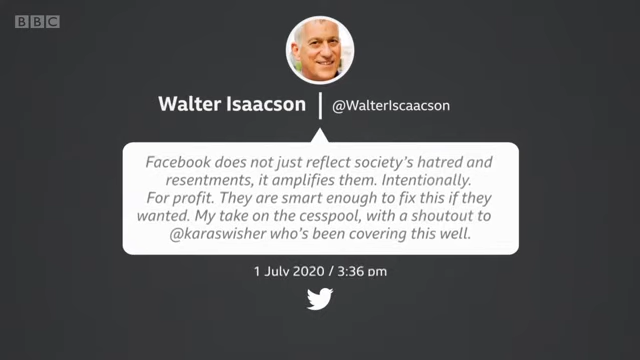 BBC
Walter Isaacson | @WalterIscaacson
Facebook does not just reflect society's hatred and
resentments, it amplifies them. Intentionally.
For profit. They are smart enough to fix this if they
wanted. My take on the cesspool, with a shoutout to
@karaswisher who's been covering this well.
1 July 2020 / 3:36 pm